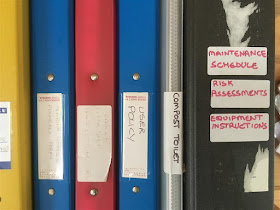 USER
POLICY
COMPOST TOILET
MAINTENANCE
SCHEDULE
RISK
ASSESSMENTS
EQUIPMENT
INSTRUCTIONS